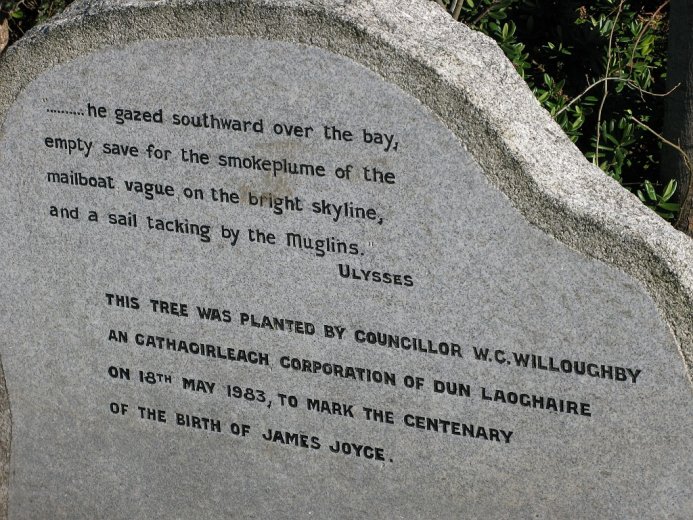 "..........he gazed southward over the bay,
empty save for the smokeplume of the
mailboat vague on the bright skyline,
and a sail tacking by the Muglins."
ULYSSES
THIS TREE WAS PLANTED BY COUNCILLOR W.C. WILLOUGHBY
AN CATHAOIRLEACH CORPORATION OF DUN LAOGHAIRE
ON 18TH MAY 1983, TO MARK THE CENTENARY
OF THE BIRTH OF JAMES JOYCE.